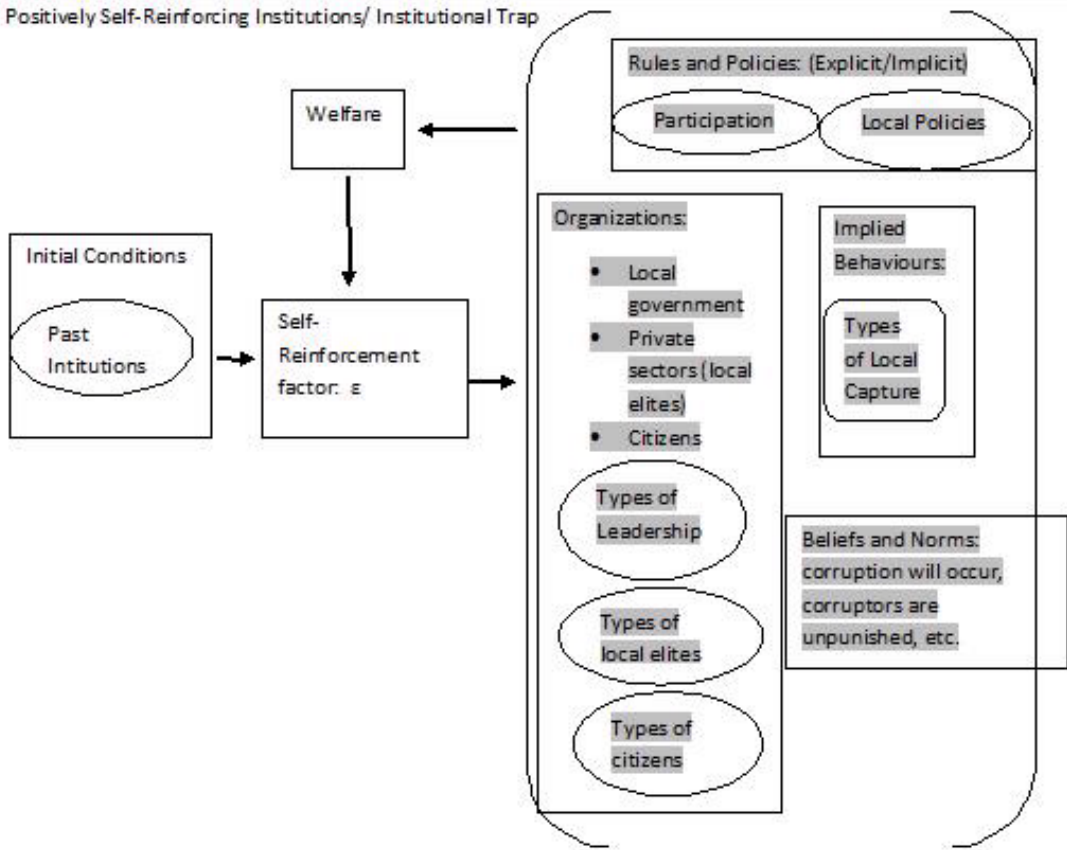 Positively Self-Reinforcing Institutions/ Institutional Trap
Rules and Policies: (Explicit/Implicit)
Participation
Local Policies
Welfare
Initial Conditions
Past
Intitutions
Self-
Reinforcement
factor: ε
Organizations:
• Local
government
• Private
sectors (local
elites)
• Citizens
Types of
Leadership
Types of
local elites
Types of
citizens
Implied
Behaviours:
Types
of Local
Capture
Beliefs and Norms:
corruption will occur,
corruptors are
unpunished, etc.